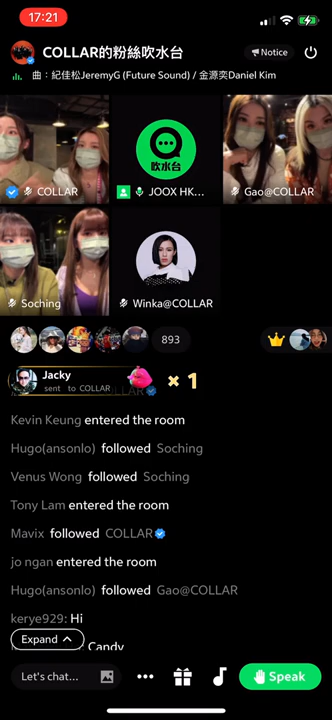 17:21
COLLAR的粉絲吹水台
Notice
曲：紀佳松JeremyG (Future Sound) / 金源奕Daniel Kim
COLLAR
吹水台
JOOX HK...
Gao@COLLAR
Soching
Winka@COLLAR
893
Jacky
sent to COLLAR
× 1
Kevin Keung entered the room
Hugo(ansonlo) followed Soching
Venus Wong followed Soching
Tony Lam entered the room
Mavix followed COLLAR
jo ngan entered the room
Hugo(ansonlo) followed Gao@COLLAR
kerye929: Hi
Expand
Candy
Let's chat...
Speak